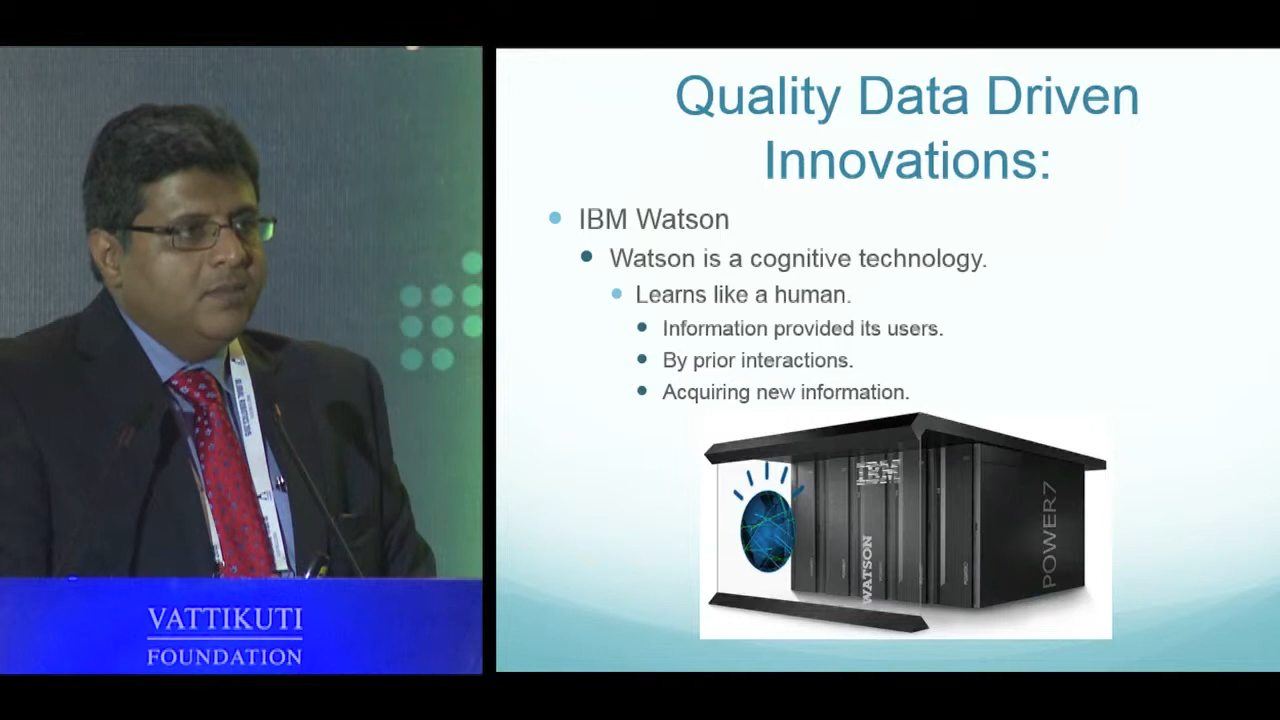 Quality Data Driven
Innovations:
IBM Watson
Watson is a cognitive technology.
Learns like a human.
Information provided its users.
By prior interactions.
Acquiring new information.
IBM
WATSON
POWER7
VATTIKUTI
FOUNDATION